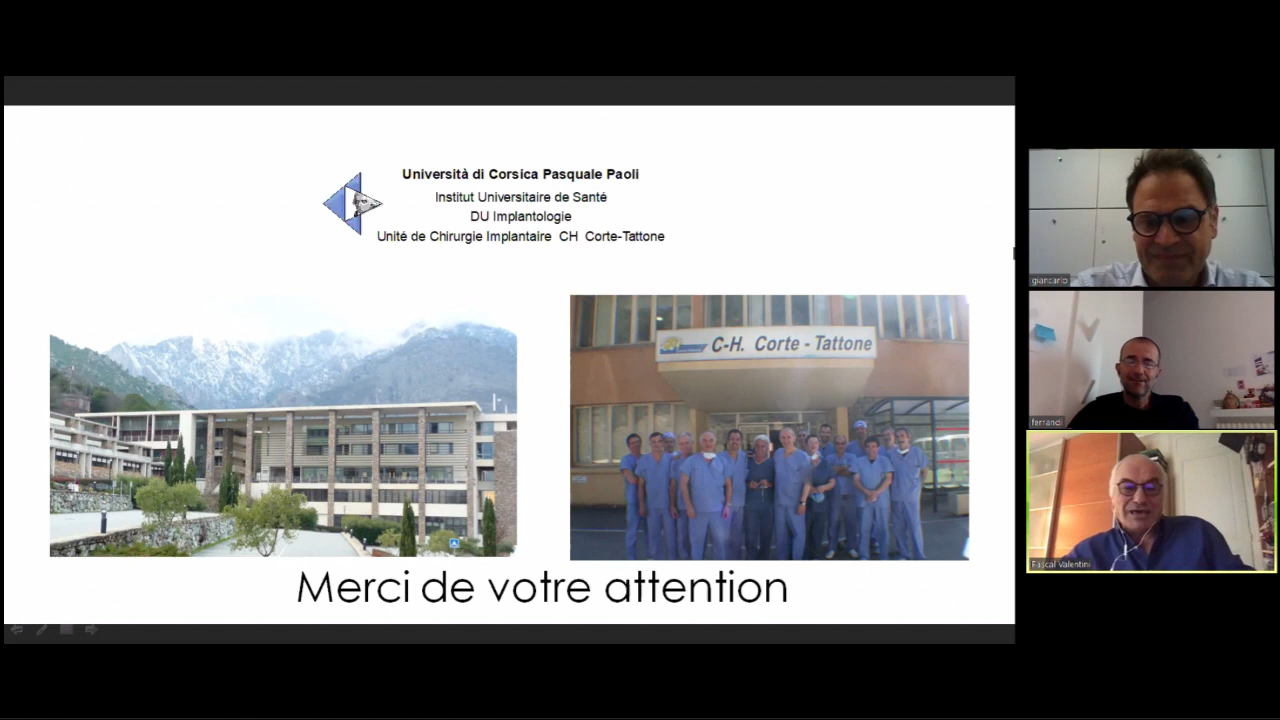 Università di Corsica Pasquale Paoli
Institut Universitaire de Santé
DU Implantologie
Unité de Chirurgie Implantaire CH Corte-Tattone
C-H. Corte - Tattone
Merci de votre attention
giancarlo
ferrandi
Pascal Valentini